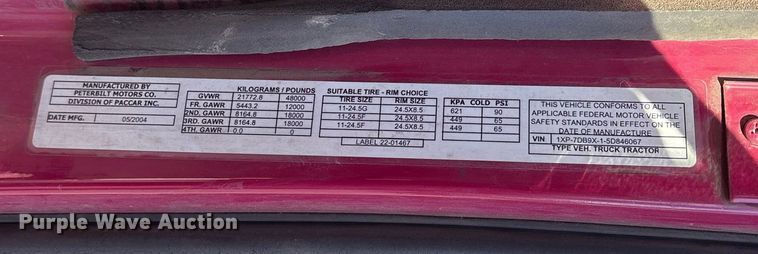 MANUFACTURED BY
PETERBILT MOTORS CO.
DIVISION OF PACCAR INC.
DATE MFG. 05/2004
KILOGRAMS / POUNDS
GVWR 21772.8 48000
FR. GAWR 5443.2 12000
2ND. GAWR 8164.8 18000
3RD. GAWR 8164.8 18000
4TH. GAWR 0.0 0
SUITABLE TIRE - RIM CHOICE
TIRE SIZE RIM SIZE
11-24.5G 24.5X8.5
11-24.5F 24.5X8.5
11-24.5F 24.5X8.5
LABEL 22-01467
KPA COLD PSI
621 90
449 65
449 65
THIS VEHICLE CONFORMS TO ALL
APPLICABLE FEDERAL MOTOR VEHICLE
SAFETY STANDARDS IN EFFECT ON THE
DATE OF MANUFACTURE
VIN 1XP-7DB9X-1-5D846067
TYPE VEH. TRUCK TRACTOR
Purple Wave Auction